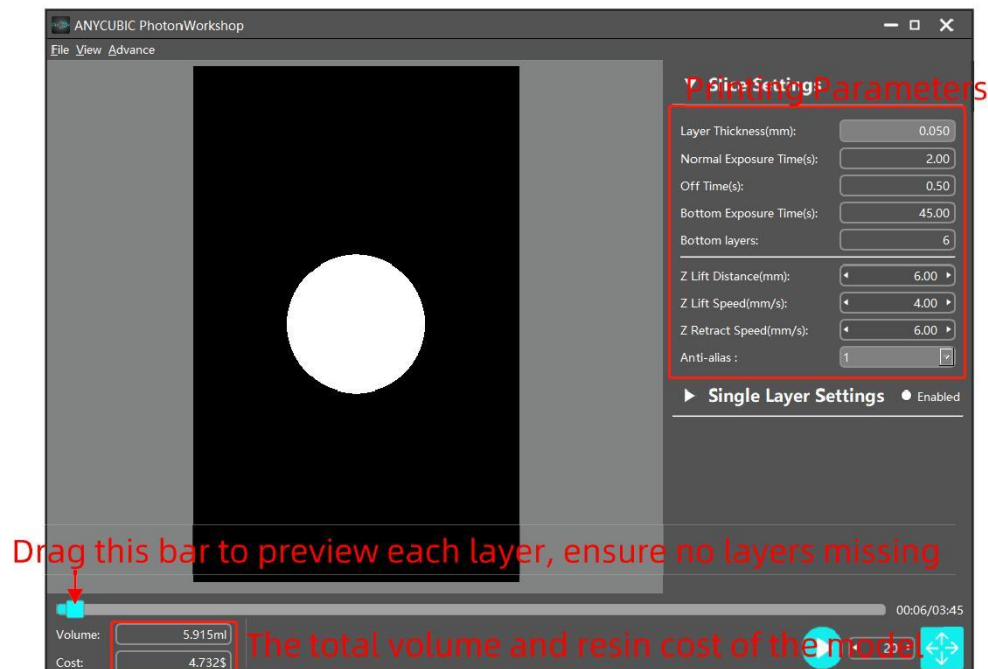 ANYCUBIC PhotonWorkshop
File View Advance
Slice Settings
Printing Parameters
Layer Thickness(mm): 0.050
Normal Exposure Time(s): 2.00
Off Time(s): 0.50
Bottom Exposure Time(s): 45.00
Bottom layers: 6
Z Lift Distance(mm): 6.00
Z Lift Speed(mm/s): 4.00
Z Retract Speed(mm/s): 6.00
Anti-alias : 1
Single Layer Settings Enabled
Drag this bar to preview each layer, ensure no layers missing
00:06/03:45
Volume: 5.915ml
The total volume and resin cost of the model
20
Cost: 4.732$